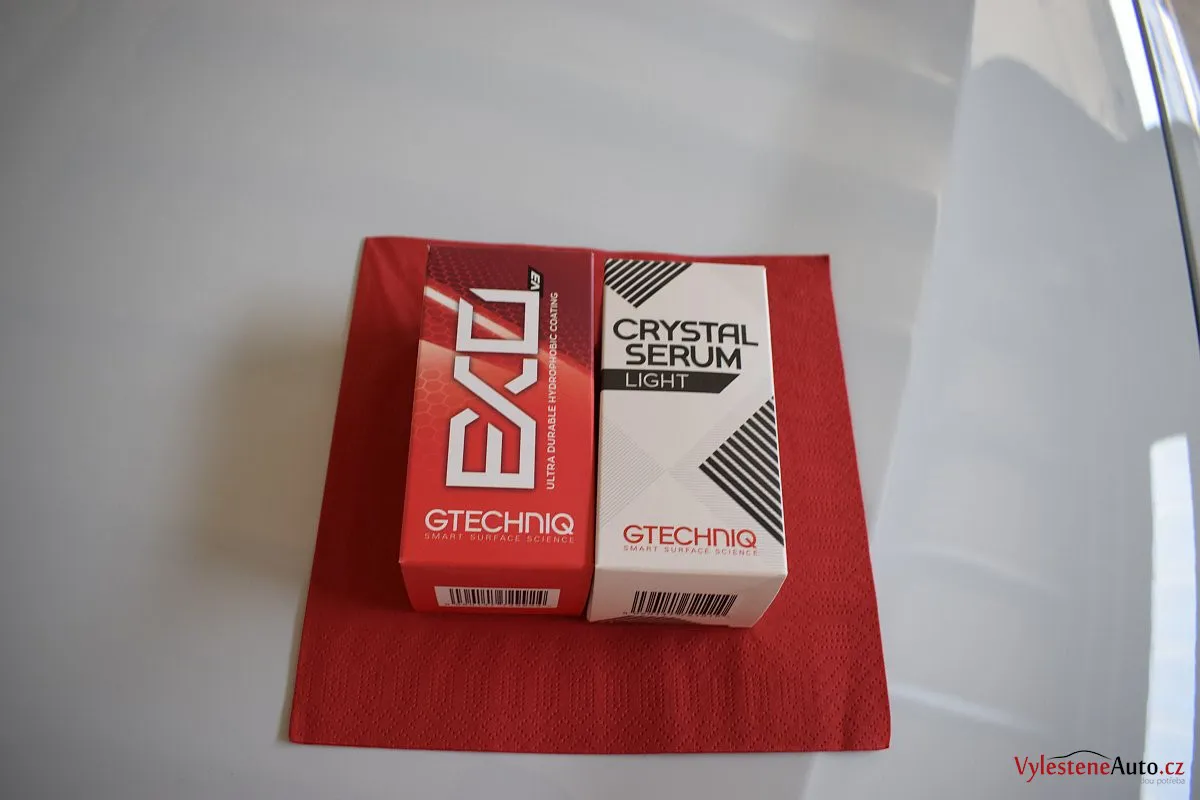 EXO
V3
ULTRA DURABLE HYDROPHOBIC COATING
GTECHNIQ
SMART SURFACE SCIENCE
CRYSTAL
SERUM
LIGHT
GTECHNIQ
SMART SURFACE SCIENCE
VylesteneAuto.cz